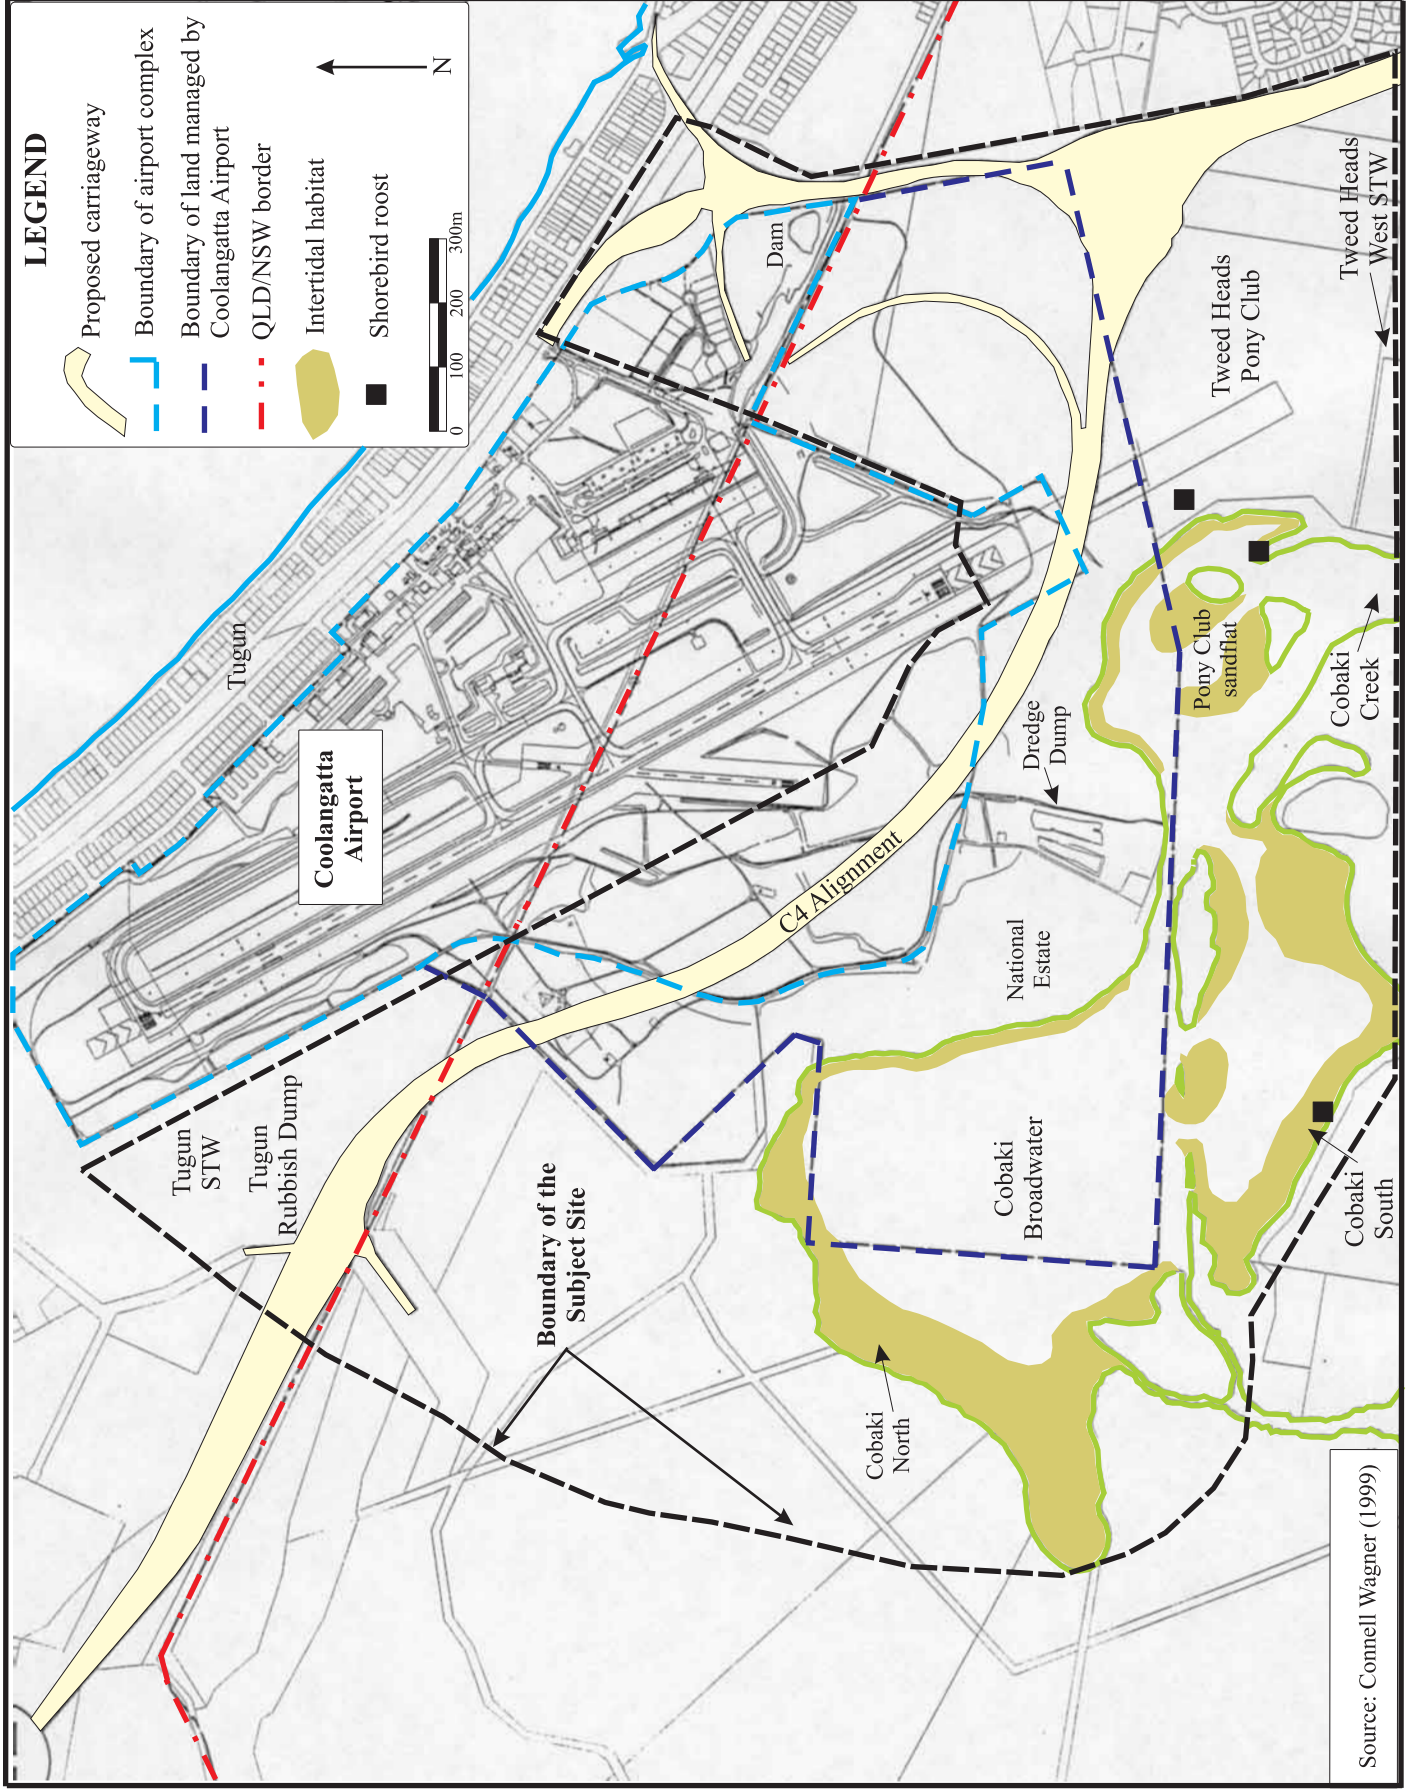 LEGEND
Proposed carriageway
Boundary of airport complex
Boundary of land managed by
Coolangatta Airport
QLD/NSW border
Intertidal habitat
Shorebird roost
0
100
200
300m
N
Tugun
Coolangatta
Airport
Dam
Tugun
STW
Tugun
Rubbish Dump
C4 Alignment
Boundary of the
Subject Site
Dredge
Dump
National
Estate
Tweed Heads
Pony Club
Tweed Heads
West STW
Pony Club
sandflat
Cobaki
Creek
Cobaki
Broadwater
Cobaki
North
Cobaki
South
Source: Connell Wagner (1999)